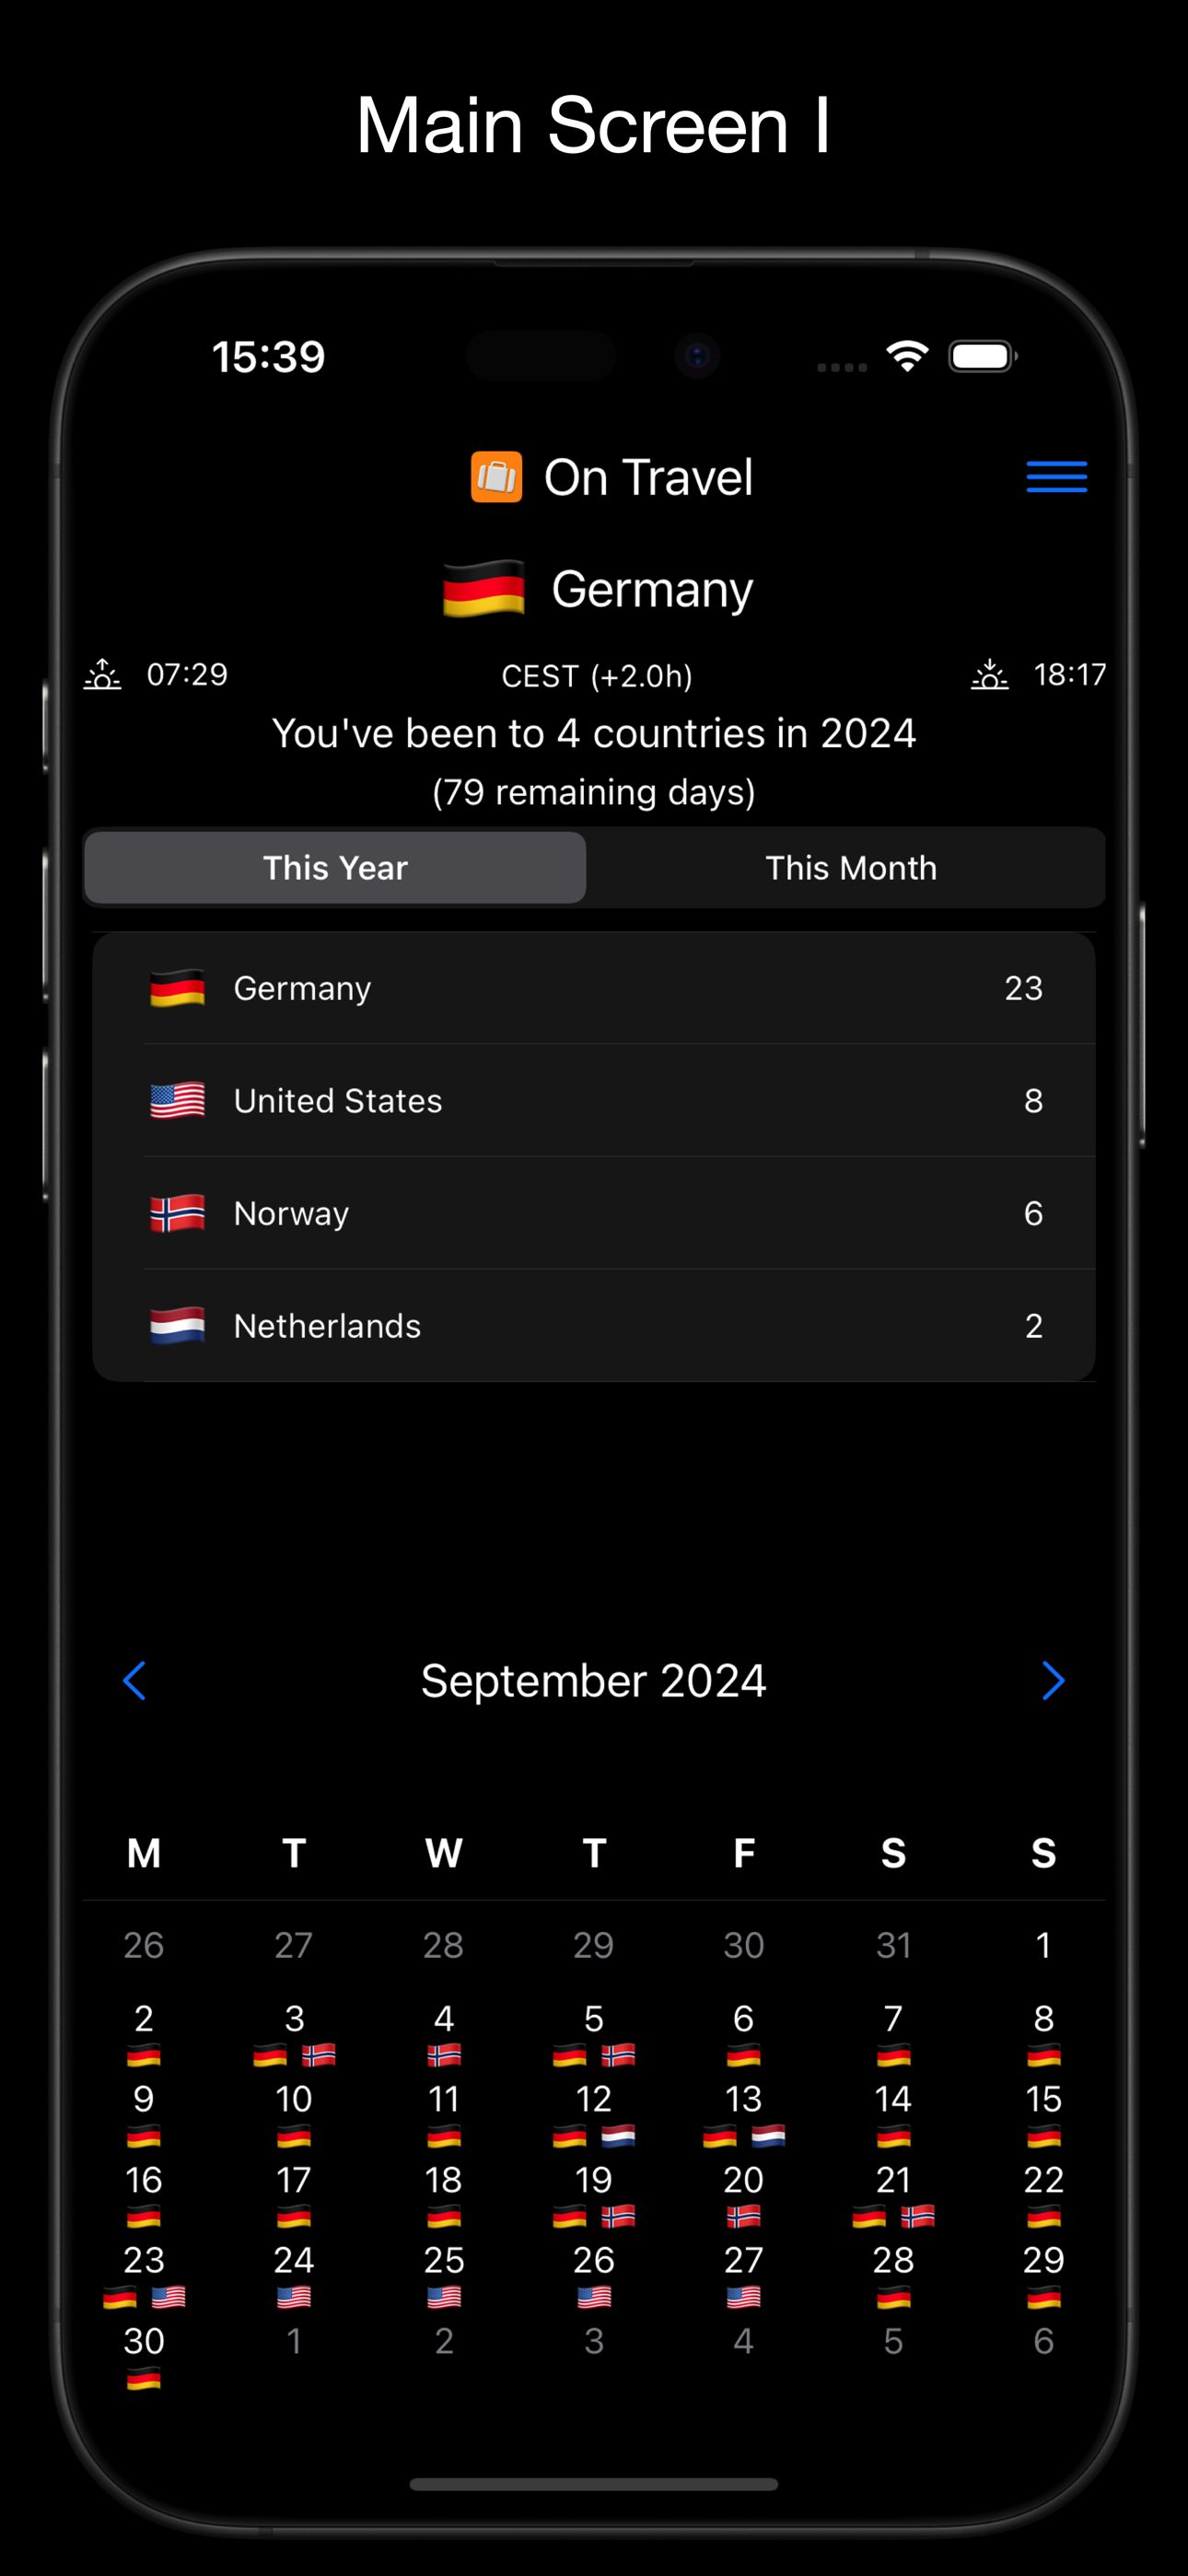 Main Screen I
15:39
On Travel
Germany
07:29 CEST (+2.0h) 18:17
You've been to 4 countries in 2024
(79 remaining days)
This Year This Month
Germany 23
United States 8
Norway 6
Netherlands 2
September 2024
M T W T F S S
26 27 28 29 30 31 1
2 3 4 5 6 7 8
9 10 11 12 13 14 15
16 17 18 19 20 21 22
23 24 25 26 27 28 29
30 1 2 3 4 5 6